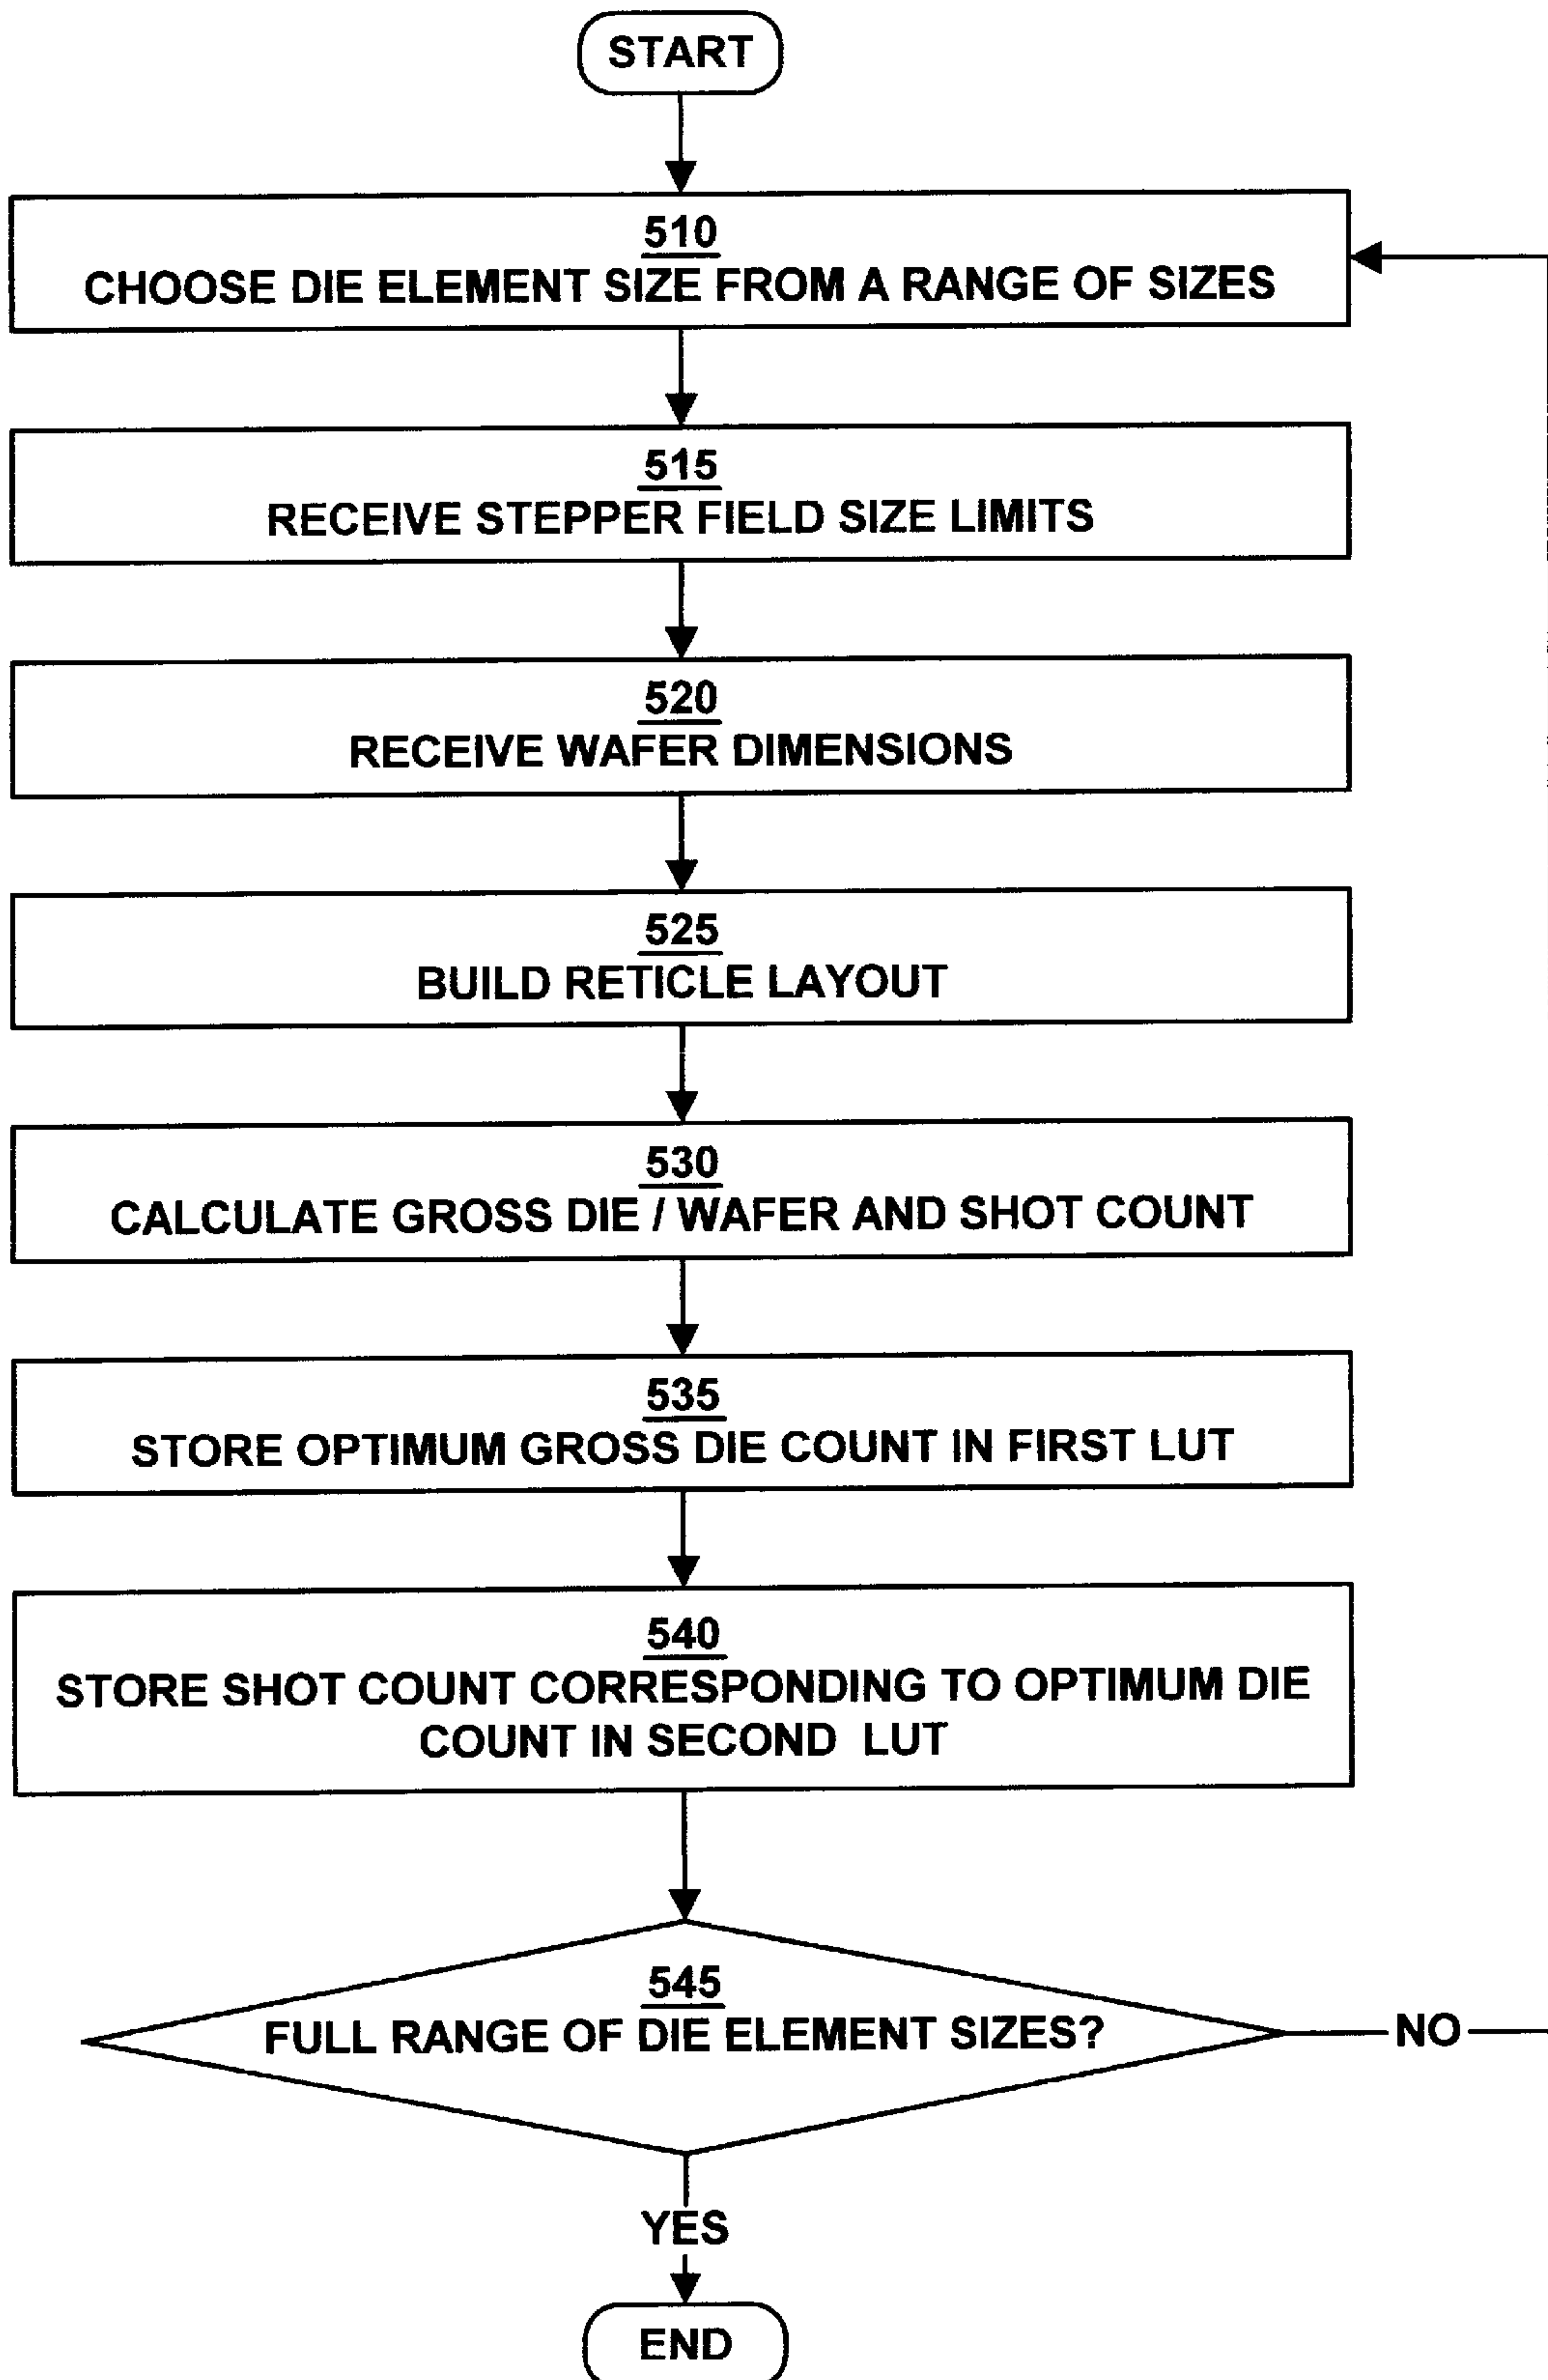 START
510
CHOOSE DIE ELEMENT SIZE FROM A RANGE OF SIZES
515
RECEIVE STEPPER FIELD SIZE LIMITS
520
RECEIVE WAFER DIMENSIONS
525
BUILD RETICLE LAYOUT
530
CALCULATE GROSS DIE / WAFER AND SHOT COUNT
535
STORE OPTIMUM GROSS DIE COUNT IN FIRST LUT
540
STORE SHOT COUNT CORRESPONDING TO OPTIMUM DIE
COUNT IN SECOND LUT
545
FULL RANGE OF DIE ELEMENT SIZES?
NO
YES
END